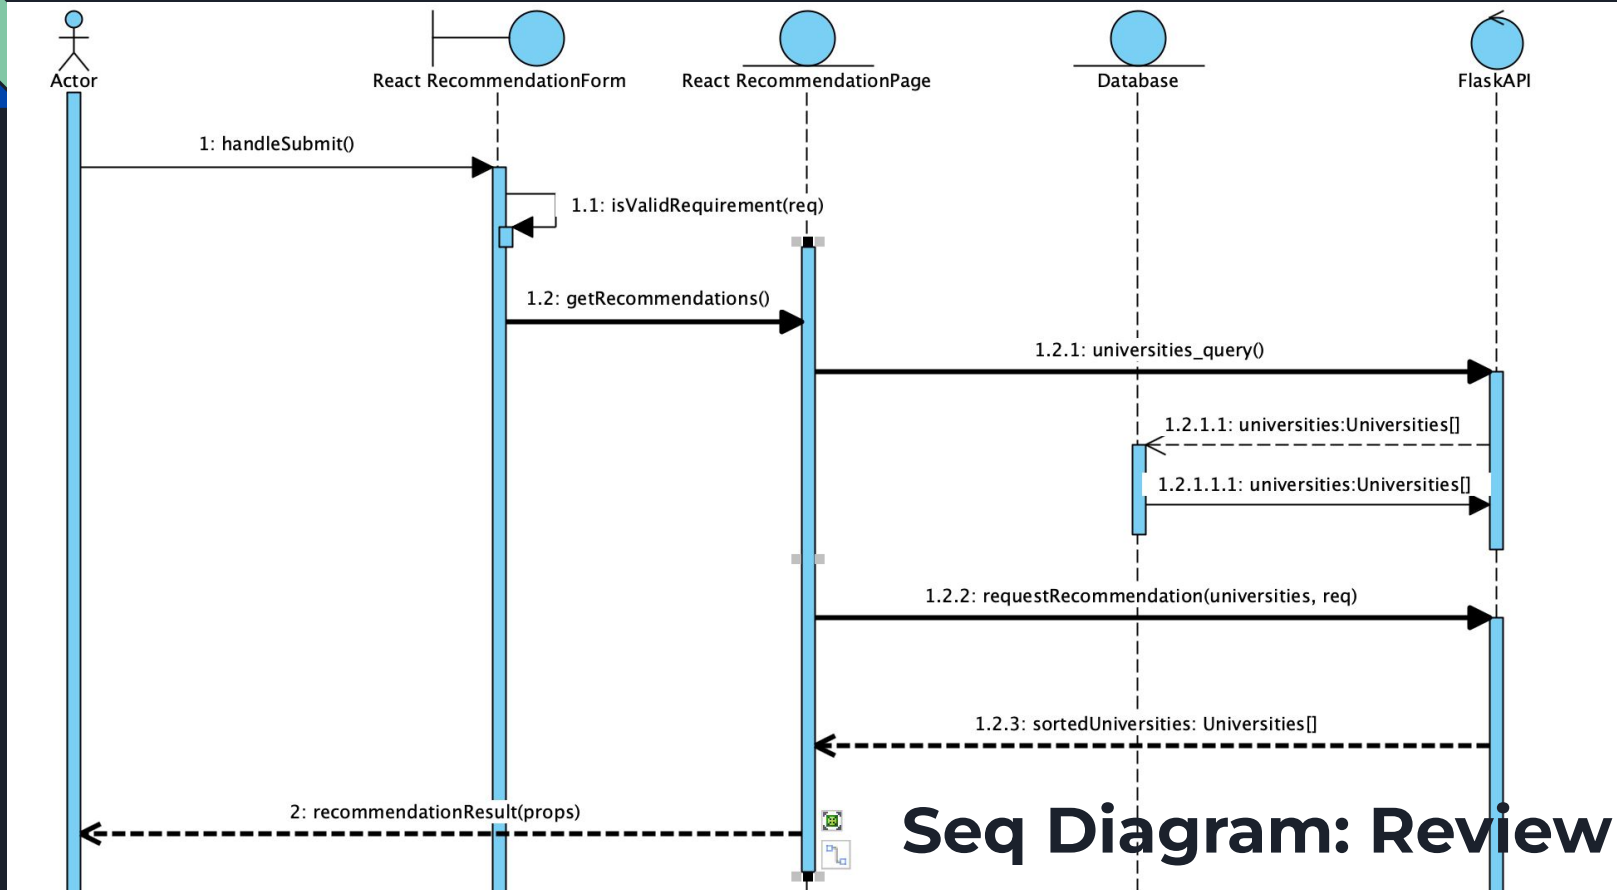 Actor
React RecommendationForm
React RecommendationPage
Database
FlaskAPI
1: handleSubmit()
1.1: isValidRequirement(req)
1.2: getRecommendations()
1.2.1: universities_query()
1.2.1.1: universities:Universities[]
1.2.1.1.1: universities:Universities[]
1.2.2: requestRecommendation(universities, req)
1.2.3: sortedUniversities: Universities[]
2: recommendationResult(props)
Seq Diagram: Review